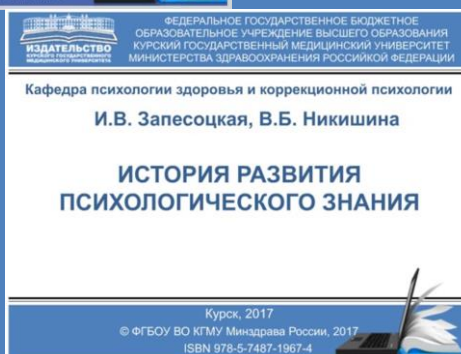 ФЕДЕРАЛЬНОЕ ГОСУДАРСТВЕННОЕ БЮДЖЕТНОЕ
ОБРАЗОВАТЕЛЬНОЕ УЧРЕЖДЕНИЕ ВЫСШЕГО ОБРАЗОВАНИЯ
КУРСКИЙ ГОСУДАРСТВЕННЫЙ МЕДИЦИНСКИЙ УНИВЕРСИТЕТ
МИНИСТЕРСТВА ЗДРАВООХРАНЕНИЯ РОССИЙСКОЙ ФЕДЕРАЦИИ
ИЗДАТЕЛЬСТВО
КУРСКОГО ГОСУДАРСТВЕННОГО
МЕДИЦИНСКОГО УНИВЕРСИТЕТА
Кафедра психологии здоровья и коррекционной психологии
И.В. Запесоцкая, В.Б. Никишина
ИСТОРИЯ РАЗВИТИЯ
ПСИХОЛОГИЧЕСКОГО ЗНАНИЯ
Курск, 2017
© ФГБОУ ВО КГМУ Минздрава России, 2017
ISBN 978-5-7487-1967-4